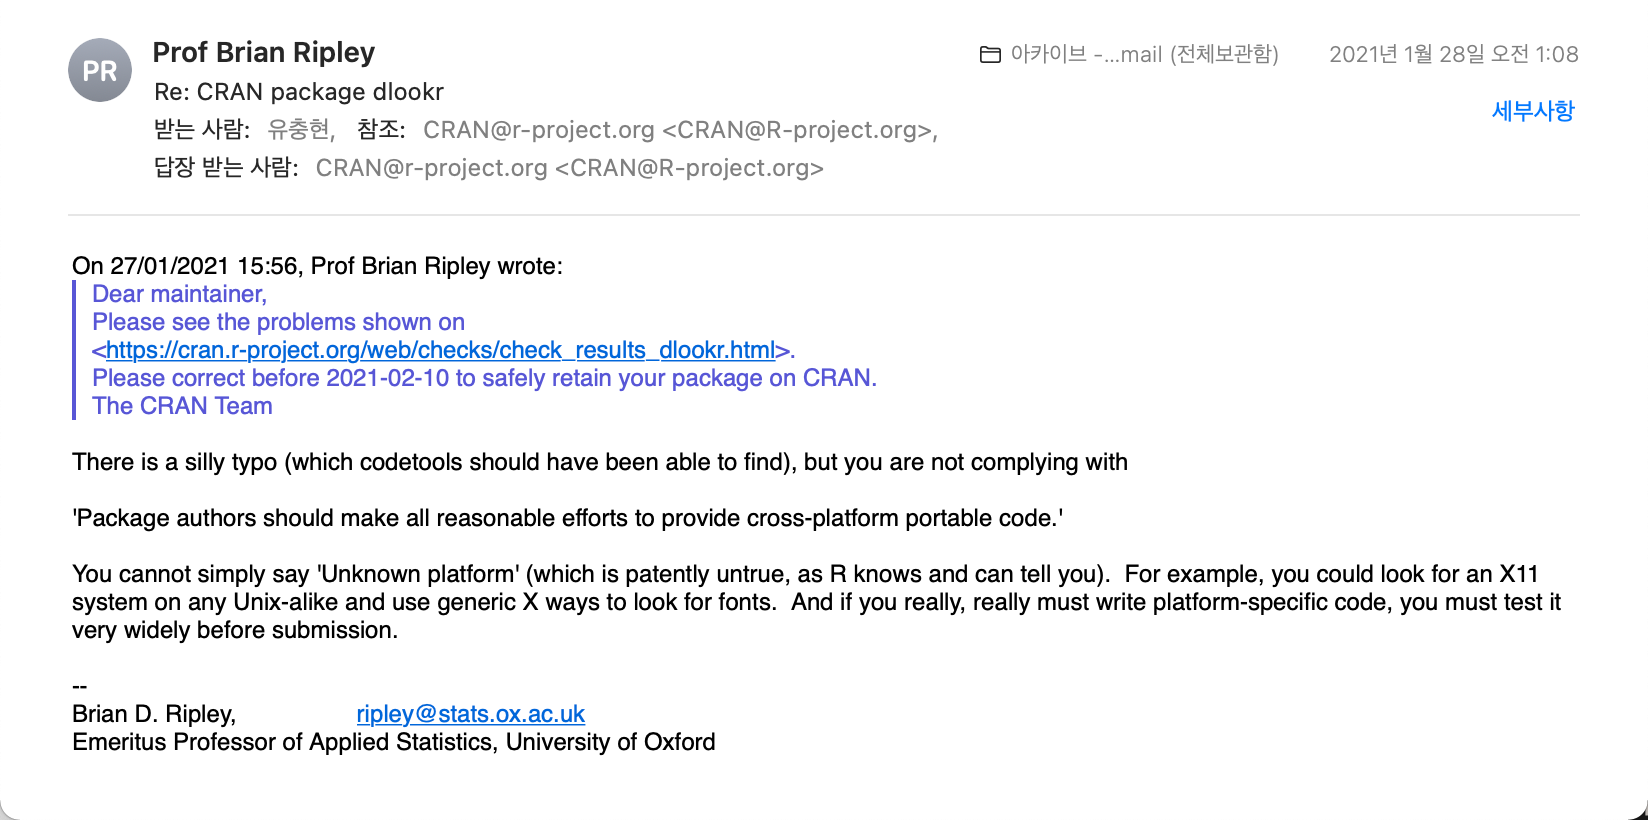 PR
Prof Brian Ripley
아카이브 -...mail (전체보관함)
2021년 1월 28일 오전 1:08
Re: CRAN package dlookr
세부사항
받는 사람: 유충현, 참조: CRAN@r-project.org <CRAN@R-project.org>,
답장 받는 사람: CRAN@r-project.org <CRAN@R-project.org>
On 27/01/2021 15:56, Prof Brian Ripley wrote:
Dear maintainer,
Please see the problems shown on
<https://cran.r-project.org/web/checks/check_results_dlookr.html>.
Please correct before 2021-02-10 to safely retain your package on CRAN.
The CRAN Team
There is a silly typo (which codetools should have been able to find), but you are not complying with
'Package authors should make all reasonable efforts to provide cross-platform portable code.'
You cannot simply say 'Unknown platform' (which is patently untrue, as R knows and can tell you).  For example, you could look for an X11
system on any Unix-alike and use generic X ways to look for fonts.  And if you really, really must write platform-specific code, you must test it
very widely before submission.
--
Brian D. Ripley, ripley@stats.ox.ac.uk
Emeritus Professor of Applied Statistics, University of Oxford